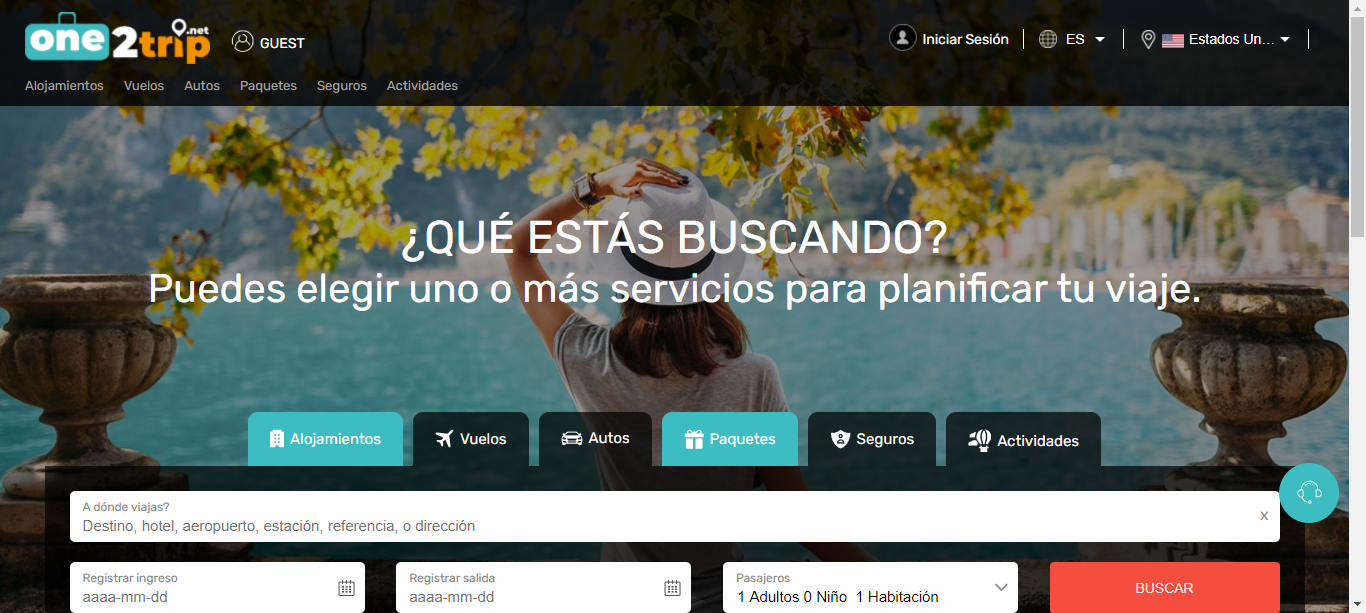 one2trip.net
GUEST
Iniciar Sesión
ES
Estados Un...
Alojamientos Vuelos Autos Paquetes Seguros Actividades
¿QUÉ ESTÁS BUSCANDO?
Puedes elegir uno o más servicios para planificar tu viaje.
Alojamientos Vuelos Autos Paquetes Seguros Actividades
A dónde viajas?
Destino, hotel, aeropuerto, estación, referencia, o dirección
x
Registrar ingreso
aaaa-mm-dd
Registrar salida
aaaa-mm-dd
Pasajeros
1 Adultos 0 Niño 1 Habitación
BUSCAR